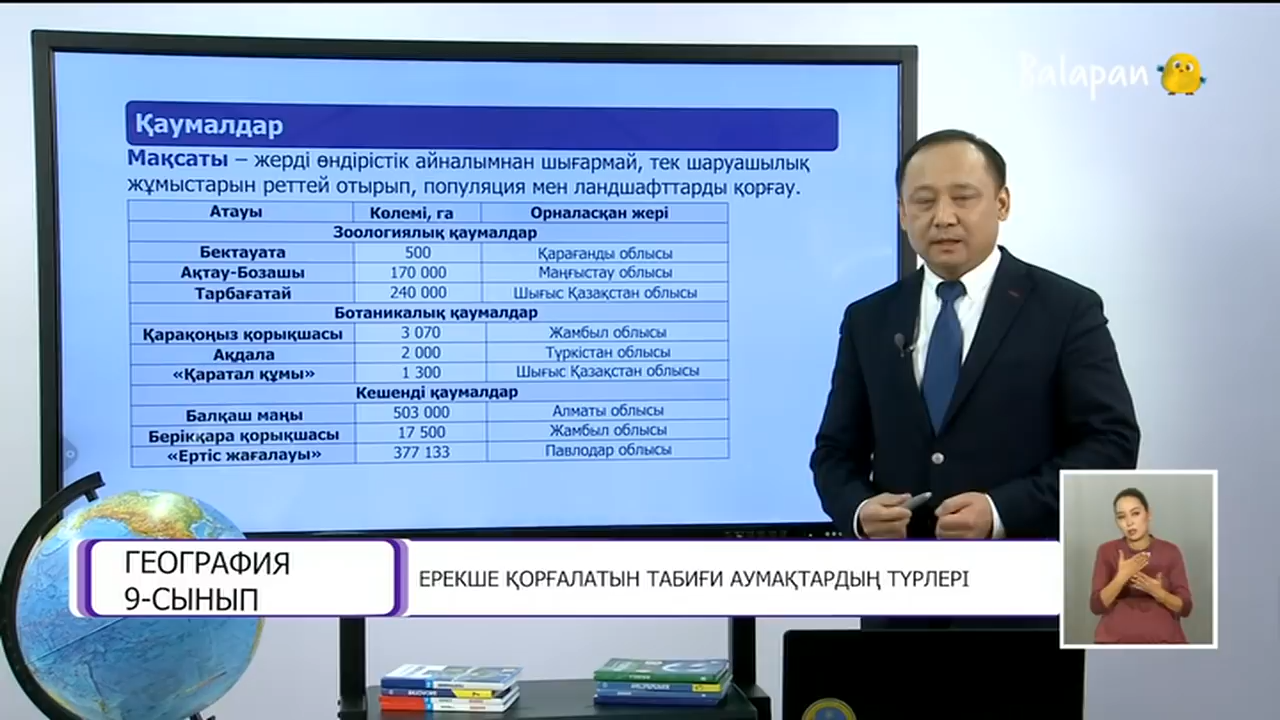 Balapan
Қаумалдар
Мақсаты – жерді өндірістік айналымнан шығармай, тек шаруашылық
жұмыстарын реттей отырып, популяция мен ландшафттарды қорғау.
Атауы Көлемі, га Орналасқан жері
Зоологиялық қаумалдар
Бектауата 500 Қарағанды облысы
Ақтау-Бозашы 170 000 Маңғыстау облысы
Тарбағатай 240 000 Шығыс Қазақстан облысы
Ботаникалық қаумалдар
Қарақоңыз қорықшасы 3 070 Жамбыл облысы
Ақдала 2 000 Түркістан облысы
«Қаратал құмы» 1 300 Шығыс Қазақстан облысы
Кешенді қаумалдар
Балқаш маңы 503 000 Алматы облысы
Берікқара қорықшасы 17 500 Жамбыл облысы
«Ертіс жағалауы» 377 133 Павлодар облысы
ГЕОГРАФИЯ
9-СЫНЫП
ЕРЕКШЕ ҚОРҒАЛАТЫН ТАБИҒИ АУМАҚТАРДЫҢ ТҮРЛЕРІ